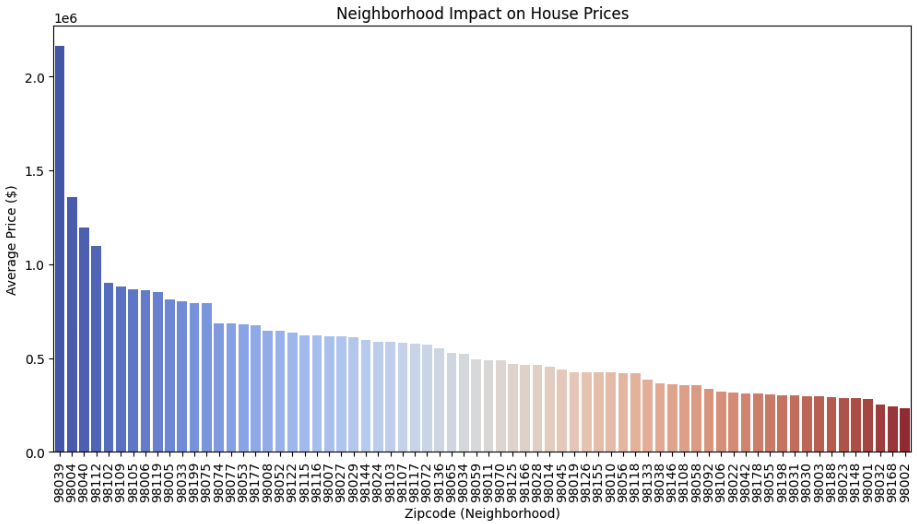 Neighborhood Impact on House Prices
1e6
2.0
1.5
1.0
0.5
0.0
Average Price ($)
98039 98004 98040 98112 98102 98109 98105 98006 98119 98005 98033 98199 98075 98074 98077 98053 98177 98008 98052 98122 98115 98116 98007 98027 98029 98144 98024 98103 98107 98117 98072 98136 98065 98034 98059 98011 98070 98125 98166 98028 98014 98045 98019 98126 98155 98010 98056 98118 98133 98038 98146 98108 98058 98092 98106 98022 98042 98178 98055 98198 98031 98030 98003 98188 98023 98148 98001 98032 98168 98002
Zipcode (Neighborhood)